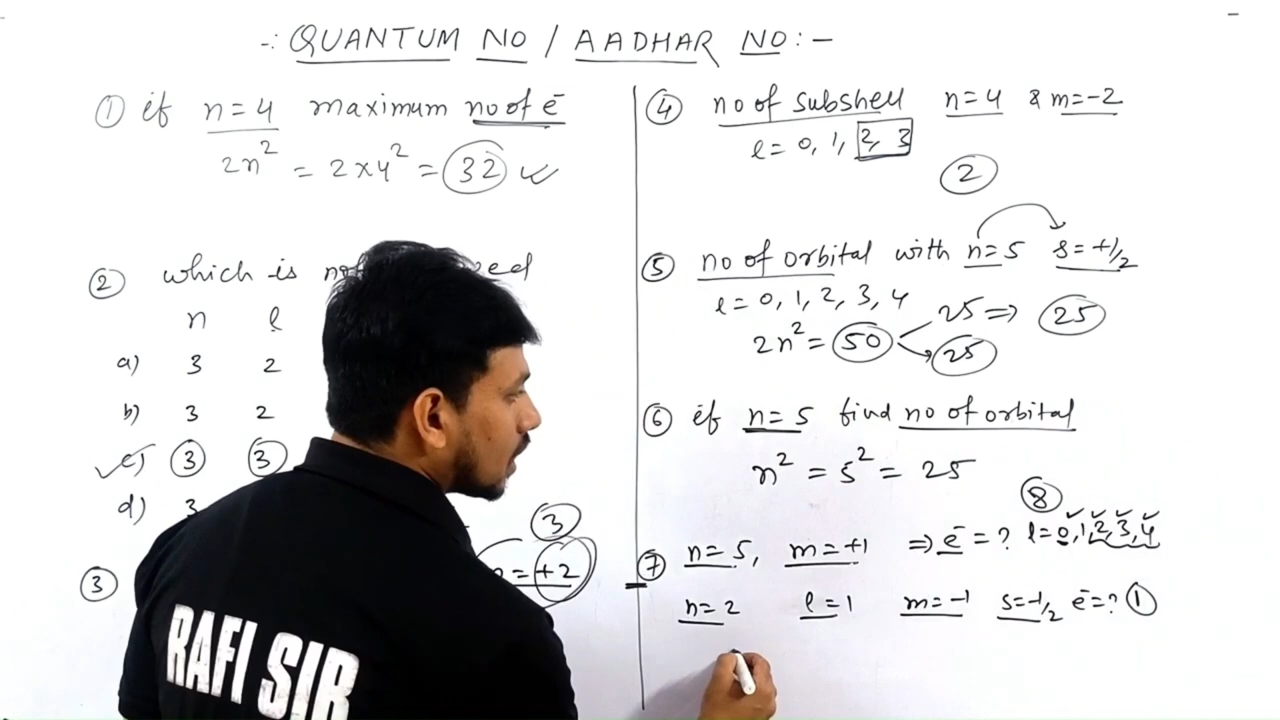 -: QUANTUM NO / AADHAR NO :-
① if n=4 maximum no of e⁻
2n² = 2×4² = 32 ✓
② which is
n l
a) 3 2
b) 3 2
c) 3 3
d) 3
3
③ = +2
④ no of subshell n=4 & m=-2
l = 0, 1, 2, 3
2
⑤ no of orbital with n=5 s=+1/2
l = 0, 1, 2, 3, 4
2n² = 50 25 ⇒ 25
25
⑥ if n=5 find no of orbital
n² = 5² = 25
8
⑦ n=5, m=+1 ⇒ e⁻ = ? l=0,1,2,3,4
n=2 l=1 m=-1 s=-1/2 e⁻=? ①
RAFI SIR